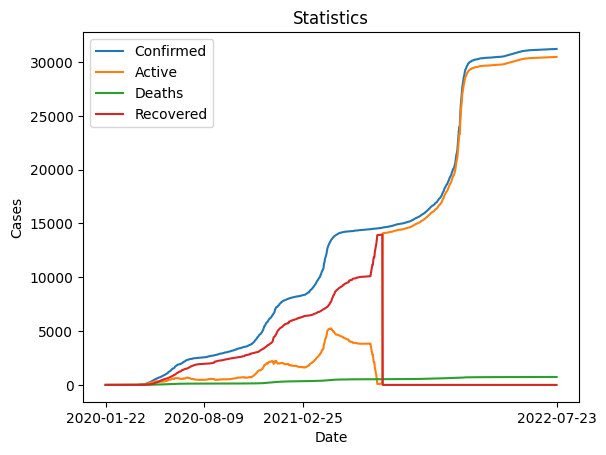 Statistics
Confirmed
Active
Deaths
Recovered
Cases
30000
25000
20000
15000
10000
5000
0
2020-01-22 2020-08-09 2021-02-25 2022-07-23
Date